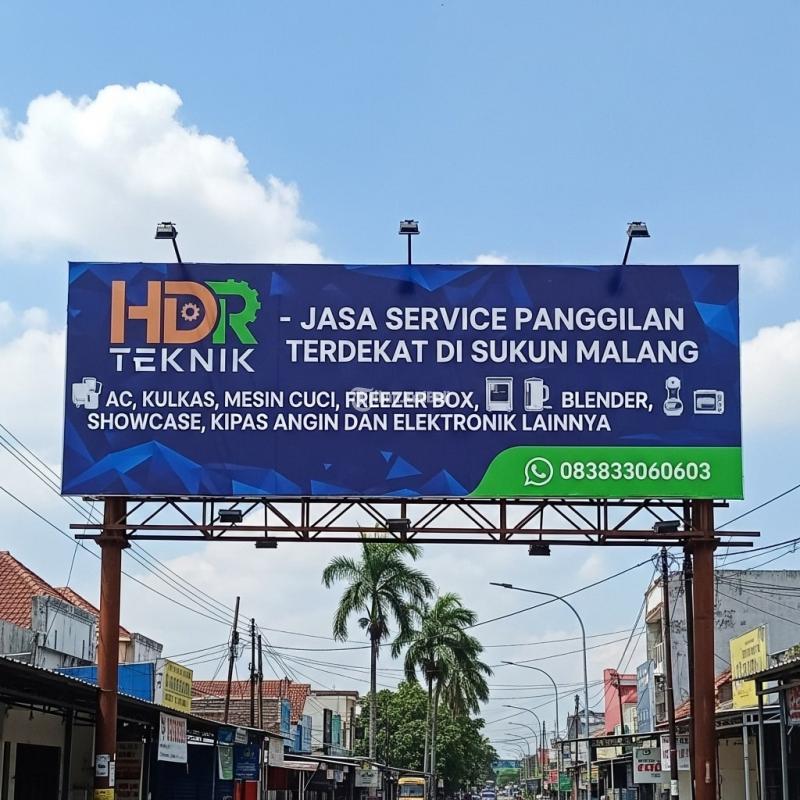 HDR
TEKNIK
- JASA SERVICE PANGGILAN
TERDEKAT DI SUKUN MALANG
AC, KULKAS, MESIN CUCI, FREEZER BOX, BLENDER,
SHOWCASE, KIPAS ANGIN DAN ELEKTRONIK LAINNYA
083833060603